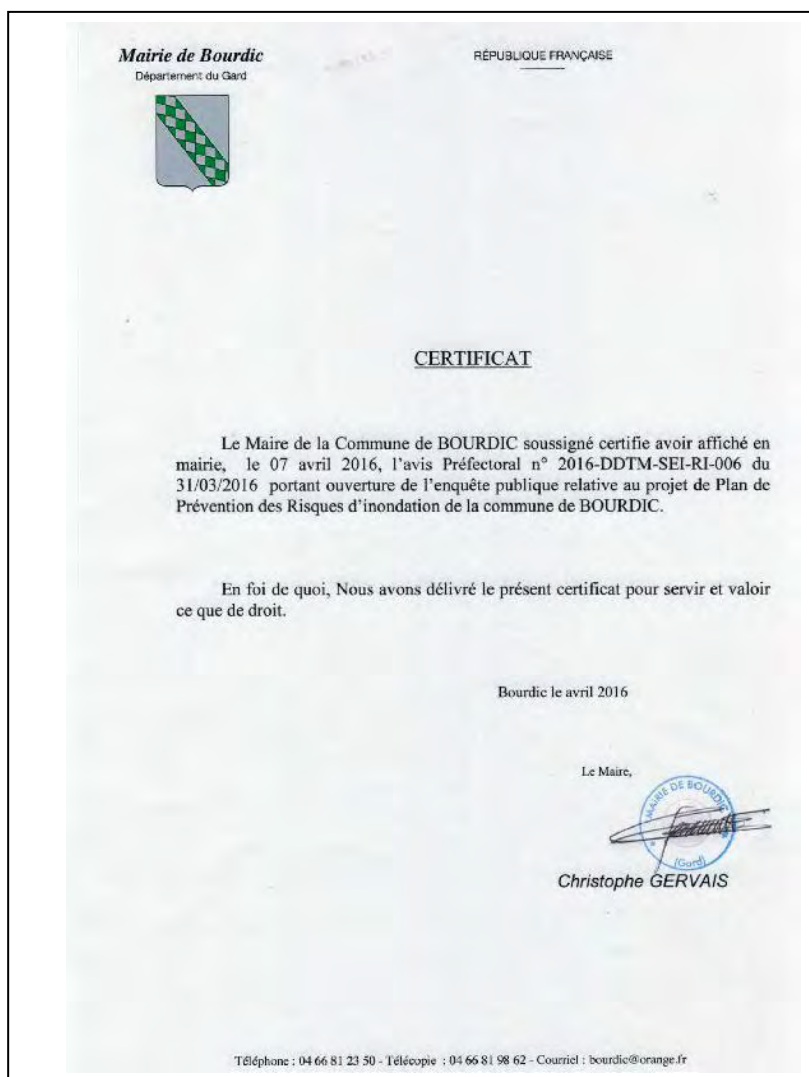 Mairie de Bourdic
RÉPUBLIQUE FRANÇAISE
Département du Gard
CERTIFICAT
Le Maire de la Commune de BOURDIC soussigné certifie avoir affiché en
mairie, le 07 avril 2016, l'avis Préfectoral n° 2016-DDTM-SEI-RI-006 du
31/03/2016 portant ouverture de l'enquête publique relative au projet de Plan de
Prévention des Risques d'inondation de la commune de BOURDIC.
En foi de quoi, Nous avons délivré le présent certificat pour servir et valoir
ce que de droit.
Bourdic le avril 2016
Le Maire,
MAIRIE DE BOURDIC
(Gard)
Christophe GERVAIS
Téléphone : 04 66 81 23 50 - Télécopie : 04 66 81 98 62 - Courriel : bourdic@orange.fr